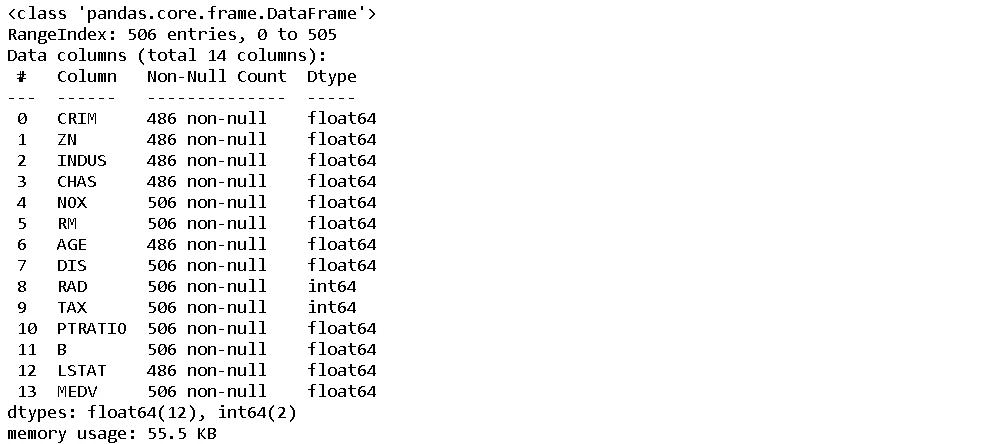 <class 'pandas.core.frame.DataFrame'>
RangeIndex: 506 entries, 0 to 505
Data columns (total 14 columns):
 #   Column   Non-Null Count  Dtype
---  ------   --------------  -----
 0   CRIM     486 non-null    float64
 1   ZN       486 non-null    float64
 2   INDUS    486 non-null    float64
 3   CHAS     486 non-null    float64
 4   NOX      506 non-null    float64
 5   RM       506 non-null    float64
 6   AGE      486 non-null    float64
 7   DIS      506 non-null    float64
 8   RAD      506 non-null    int64
 9   TAX      506 non-null    int64
 10  PTRATIO  506 non-null    float64
 11  B        506 non-null    float64
 12  LSTAT    486 non-null    float64
 13  MEDV     506 non-null    float64
dtypes: float64(12), int64(2)
memory usage: 55.5 KB